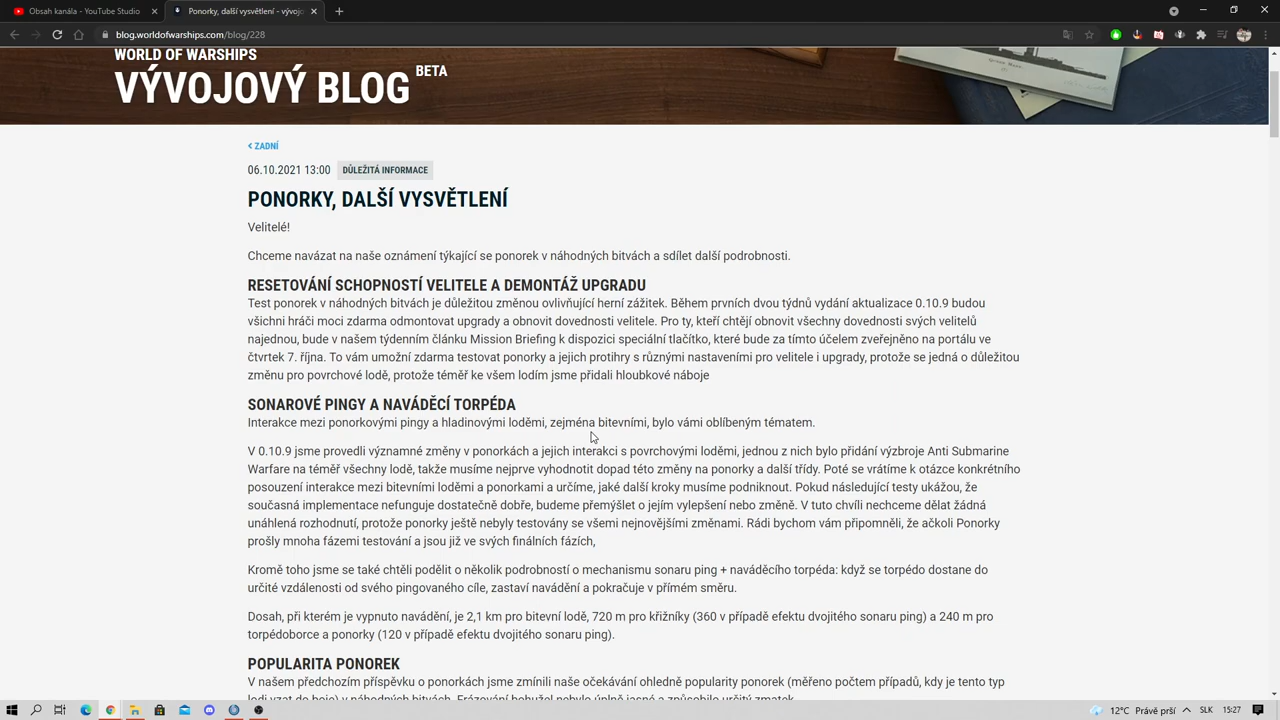 Obsah kanála - YouTube Studio
Ponorky, další vysvětlení - vývoj
blog.worldofwarships.com/blog/228
WORLD OF WARSHIPS
VÝVOJOVÝ BLOG BETA
ZADNÍ
06.10.2021 13:00 DŮLEŽITÁ INFORMACE
PONORKY, DALŠÍ VYSVĚTLENÍ
Velitelé!
Chceme navázat na naše oznámení týkající se ponorek v náhodných bitvách a sdílet další podrobnosti.
RESETOVÁNÍ SCHOPNOSTÍ VELITELE A DEMONTÁŽ UPGRADU
Test ponorek v náhodných bitvách je důležitou změnou ovlivňující herní zážitek. Během prvních dvou týdnů vydání aktualizace 0.10.9 budou
všichni hráči moci zdarma odmontovat upgrady a obnovit dovednosti velitele. Pro ty, kteří chtějí obnovit všechny dovednosti svých velitelů
najednou, bude v našem týdenním článku Mission Briefing k dispozici speciální tlačítko, které bude za tímto účelem zveřejněno na portálu ve
čtvrtek 7. října. To vám umožní zdarma testovat ponorky a jejich protihry s různými nastaveními pro velitele i upgrady, protože se jedná o důležitou
změnu pro povrchové lodě, protože téměř ke všem lodím jsme přidali hloubkové náboje
SONAROVÉ PINGY A NAVÁDĚCÍ TORPÉDA
Interakce mezi ponorkovými pingy a hladinovými loděmi, zejména bitevními, bylo vámi oblíbeným tématem.
V 0.10.9 jsme provedli významné změny v ponorkách a jejich interakci s povrchovými loděmi, jednou z nich bylo přidání výzbroje Anti Submarine
Warfare na téměř všechny lodě, takže musíme nejprve vyhodnotit dopad této změny na ponorky a další třídy. Poté se vrátíme k otázce konkrétního
posouzení interakce mezi bitevními loděmi a ponorkami a určíme, jaké další kroky musíme podniknout. Pokud následující testy ukážou, že
současná implementace nefunguje dostatečně dobře, budeme přemýšlet o jejím vylepšení nebo změně. V tuto chvíli nechceme dělat žádná
unáhlená rozhodnutí, protože ponorky ještě nebyly testovány se všemi nejnovějšími změnami. Rádi bychom vám připomněli, že ačkoli Ponorky
prošly mnoha fázemi testování a jsou již ve svých finálních fázích,
Kromě toho jsme se také chtěli podělit o několik podrobností o mechanismu sonaru ping + naváděcího torpéda: když se torpédo dostane do
určité vzdálenosti od svého pingovaného cíle, zastaví navádění a pokračuje v přímém směru.
Dosah, při kterém je vypnuto navádění, je 2,1 km pro bitevní lodě, 720 m pro křižníky (360 v případě efektu dvojitého sonaru ping) a 240 m pro
torpédoborce a ponorky (120 v případě efektu dvojitého sonaru ping).
POPULARITA PONOREK
V našem předchozím příspěvku o ponorkách jsme zmínili naše očekávání ohledně popularity ponorek (měřeno počtem případů, kdy je tento typ
lodi vzat do boje) v náhodných bitvách. Frázování bohužel nebylo úplně jasné a způsobilo určitý zmatek.
12°C Právě prší SLK 15:27